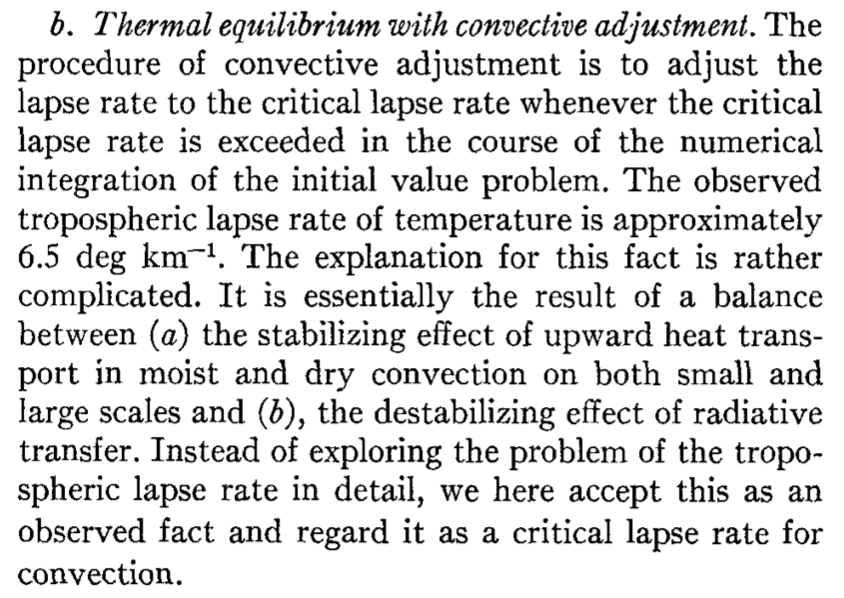 b. Thermal equilibrium with convective adjustment. The
procedure of convective adjustment is to adjust the
lapse rate to the critical lapse rate whenever the critical
lapse rate is exceeded in the course of the numerical
integration of the initial value problem. The observed
tropospheric lapse rate of temperature is approximately
6.5 deg km⁻¹. The explanation for this fact is rather
complicated. It is essentially the result of a balance
between (a) the stabilizing effect of upward heat trans-
port in moist and dry convection on both small and
large scales and (b), the destabilizing effect of radiative
transfer. Instead of exploring the problem of the tropo-
spheric lapse rate in detail, we here accept this as an
observed fact and regard it as a critical lapse rate for
convection.